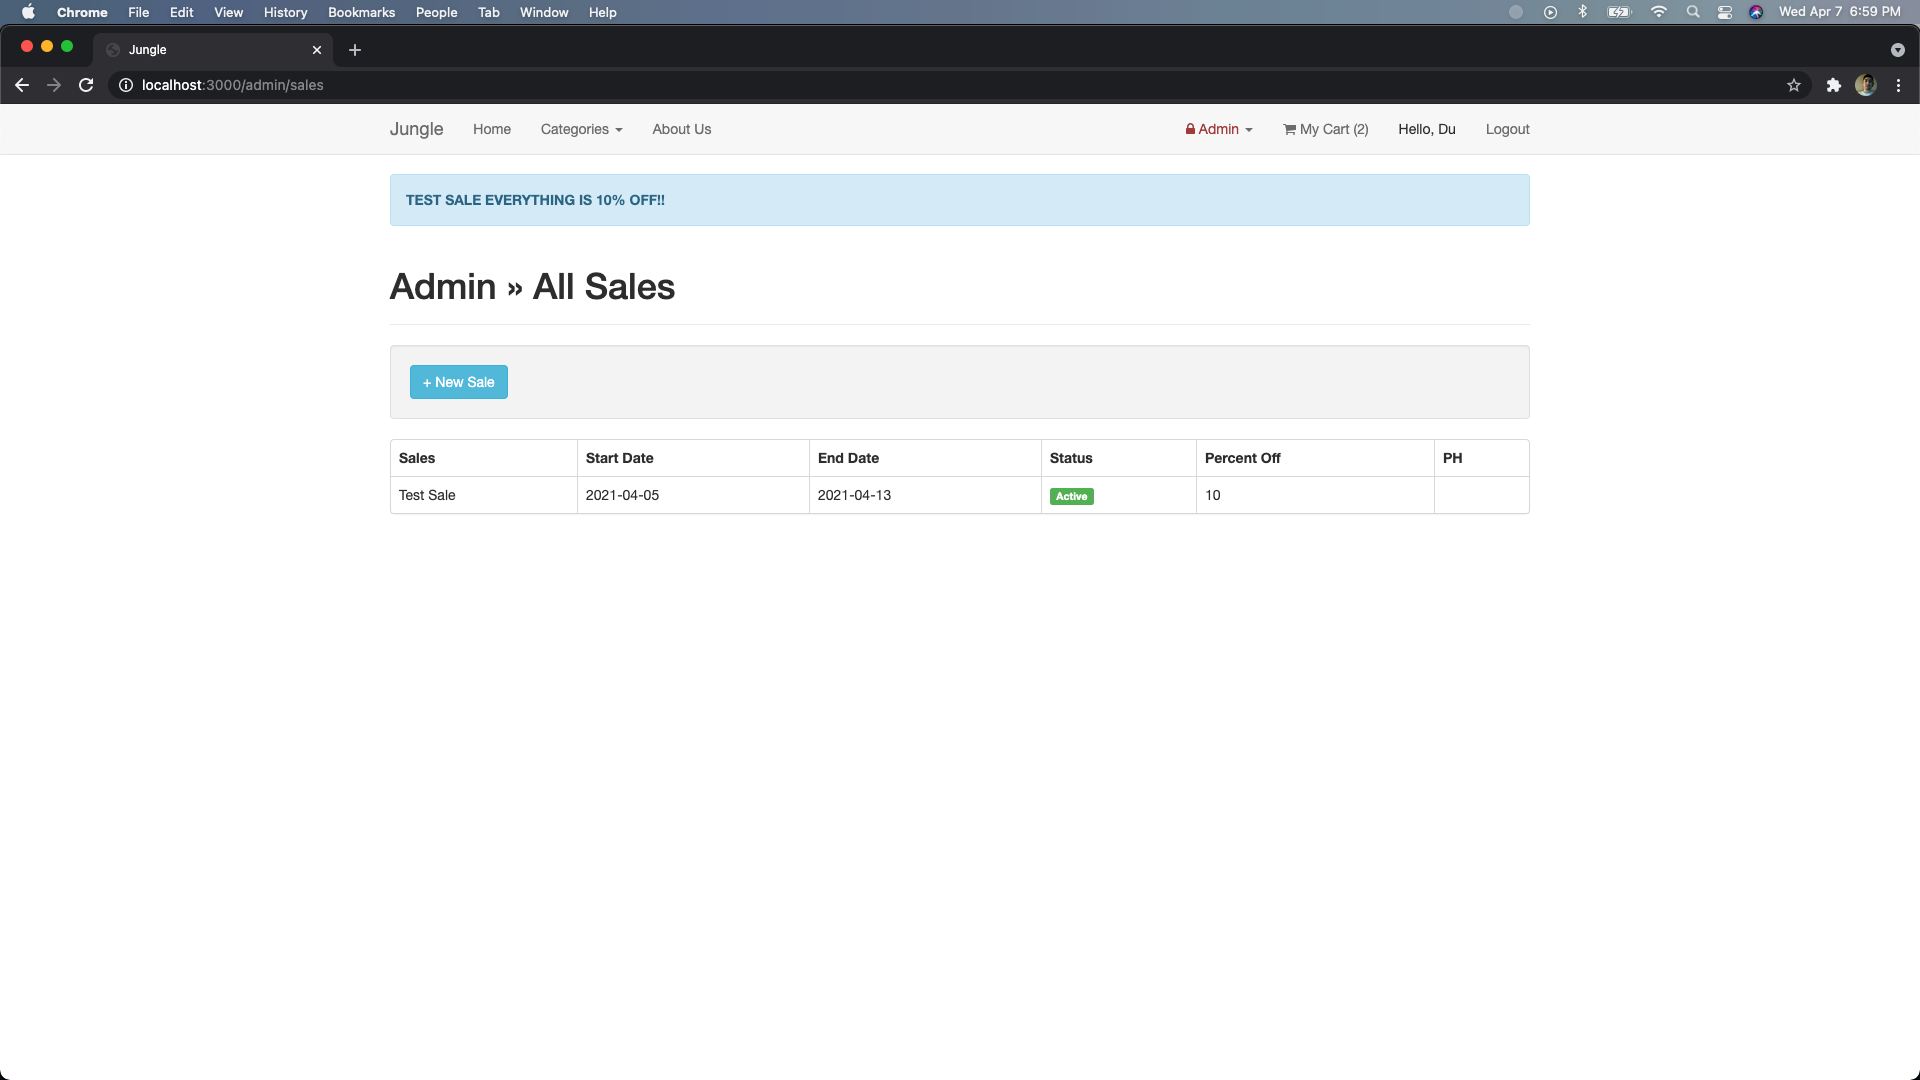 Chrome File Edit View History Bookmarks People Tab Window Help Wed Apr 7 6:59 PM
Jungle
localhost:3000/admin/sales
Jungle Home Categories About Us Admin My Cart (2) Hello, Du Logout
TEST SALE EVERYTHING IS 10% OFF!!
Admin » All Sales
+ New Sale
Sales Start Date End Date Status Percent Off PH
Test Sale 2021-04-05 2021-04-13 Active 10